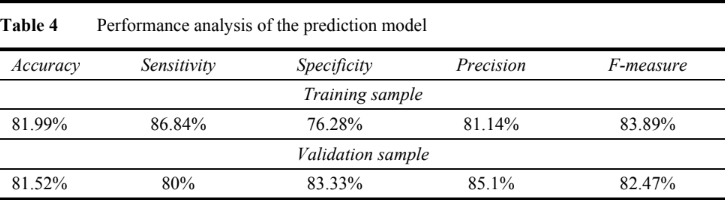 Table 4 Performance analysis of the prediction model
Accuracy Sensitivity Specificity Precision F-measure
Training sample
81.99% 86.84% 76.28% 81.14% 83.89%
Validation sample
81.52% 80% 83.33% 85.1% 82.47%